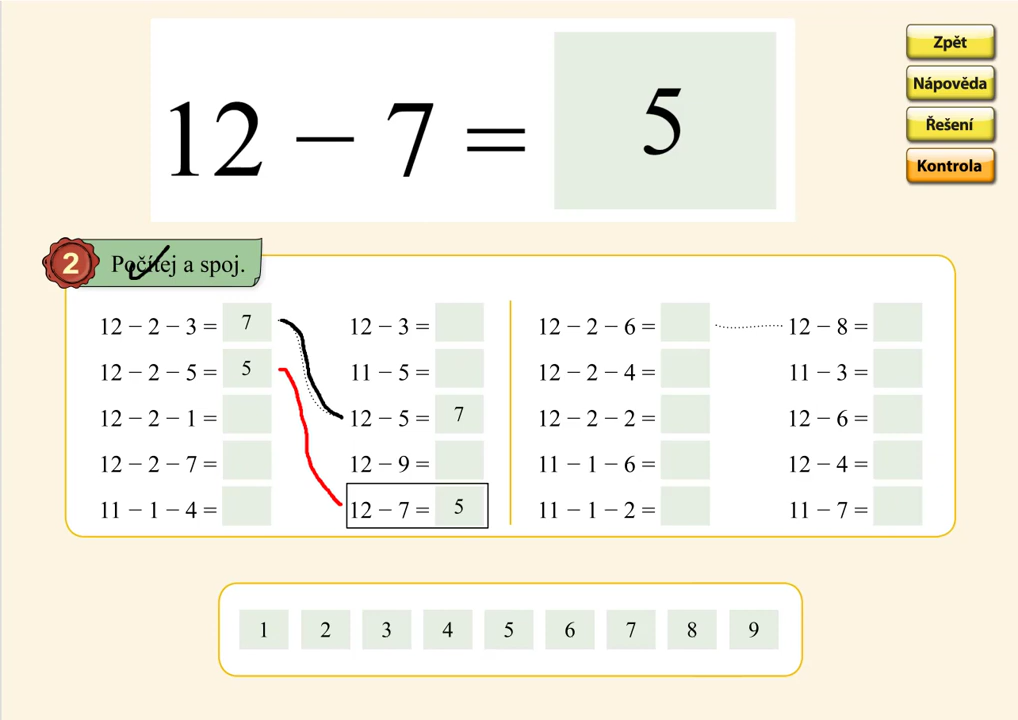 12 − 7 = 5
Zpět
Nápověda
Řešení
Kontrola
2 Počítej a spoj.
12 − 2 − 3 = 7
12 − 2 − 5 = 5
12 − 2 − 1 =
12 − 2 − 7 =
11 − 1 − 4 =
12 − 3 =
11 − 5 =
12 − 5 = 7
12 − 9 =
12 − 7 = 5
12 − 2 − 6 =
12 − 2 − 4 =
12 − 2 − 2 =
11 − 1 − 6 =
11 − 1 − 2 =
12 − 8 =
11 − 3 =
12 − 6 =
12 − 4 =
11 − 7 =
1 2 3 4 5 6 7 8 9